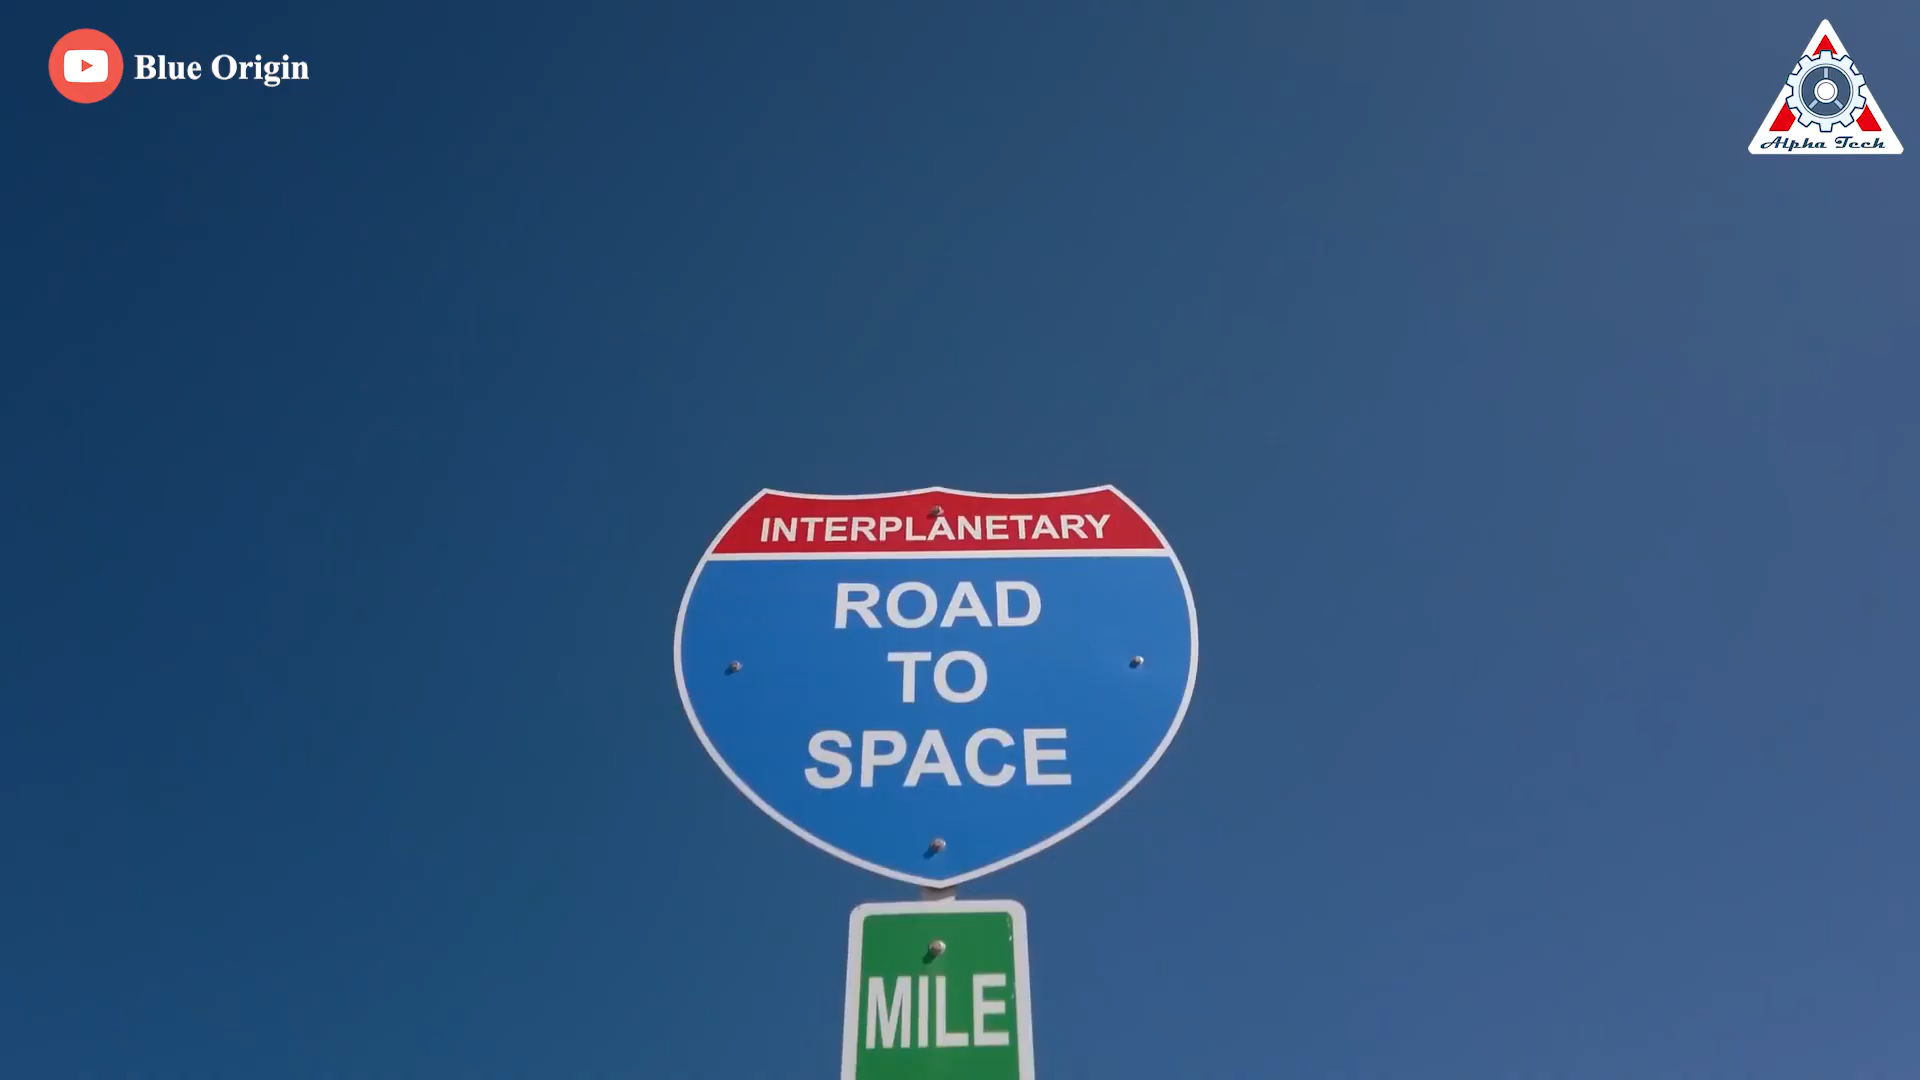 Blue Origin
Alpha Tech
INTERPLANETARY
ROAD
TO
SPACE
MILE